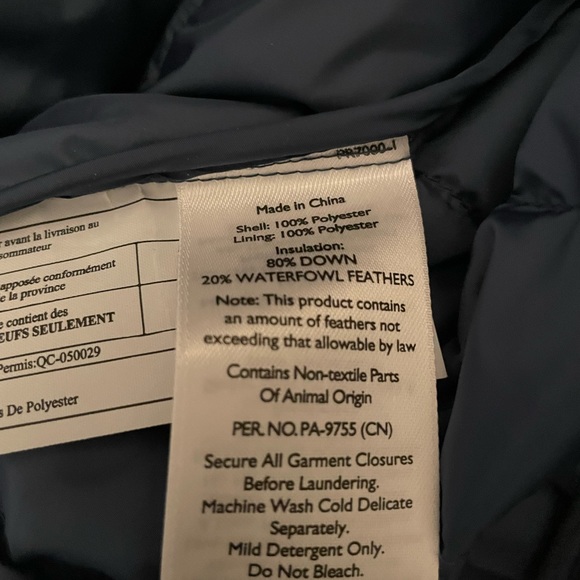 PR7000-1
Made in China
Shell: 100% Polyester
Lining: 100% Polyester
Insulation:
80% DOWN
20% WATERFOWL FEATHERS
Note: This product contains
an amount of feathers not
exceeding that allowable by law
Contains Non-textile Parts
Of Animal Origin
PER. NO. PA-9755 (CN)
Secure All Garment Closures
Before Laundering.
Machine Wash Cold Delicate
Separately.
Mild Detergent Only.
Do Not Bleach.
avant la livraison au
sommateur
apposée conformément
e la province
contient des
EUFS SEULEMENT
Permis:QC-050029
s De Polyester